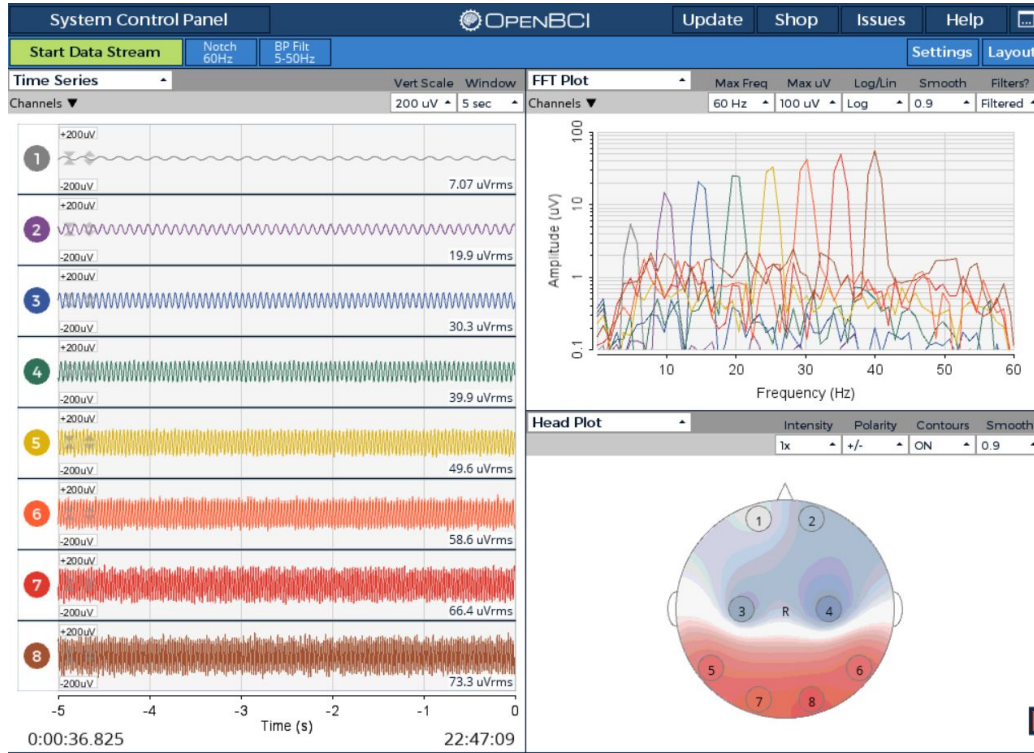 System Control Panel
OPENBCI
Update
Shop
Issues
Help
Start Data Stream
Notch
60Hz
BP Filt
5-50Hz
Settings
Layout
Time Series
Vert Scale
Window
Channels ▼
200 uV
5 sec
1
+200uV
-200uV
7.07 uVrms
2
+200uV
-200uV
19.9 uVrms
3
+200uV
-200uV
30.3 uVrms
4
+200uV
-200uV
39.9 uVrms
5
+200uV
-200uV
49.6 uVrms
6
+200uV
-200uV
58.6 uVrms
7
+200uV
-200uV
66.4 uVrms
8
+200uV
-200uV
73.3 uVrms
-5 -4 -3 -2 -1 0
Time (s)
0:00:36.825
22:47:09
FFT Plot
Max Freq
Max uV
Log/Lin
Smooth
Filters?
Channels ▼
60 Hz
100 uV
Log
0.9
Filtered
100
10
1
0.1
Amplitude (uV)
10 20 30 40 50 60
Frequency (Hz)
Head Plot
Intensity
Polarity
Contours
Smooth
1x
+/-
ON
0.9
1
2
3
R
4
5
6
7
8